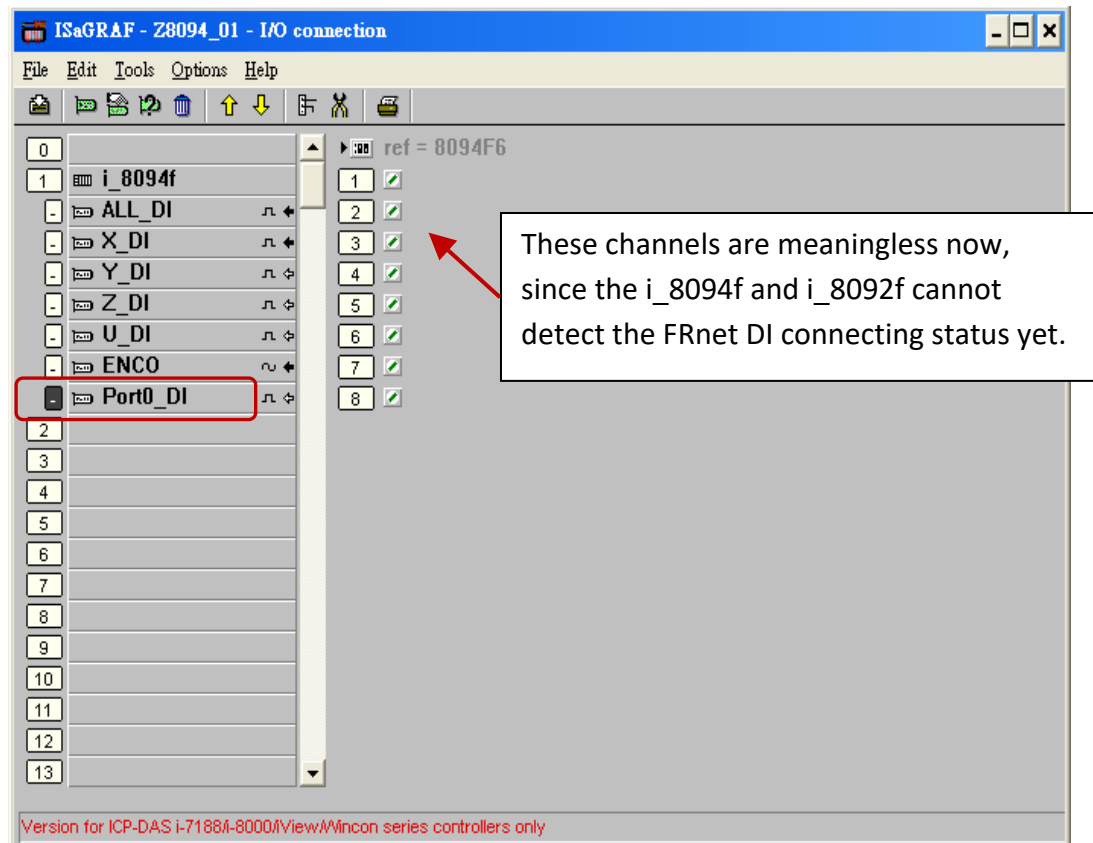 ISaGRAF - Z8094_01 - I/O connection
File Edit Tools Options Help
0
1 i_8094f
- ALL_DI
- X_DI
- Y_DI
- Z_DI
- U_DI
- ENCO
- Port0_DI
2
3
4
5
6
7
8
9
10
11
12
13
ref = 8094F6
1
2
3
4
5
6
7
8
These channels are meaningless now,
since the i_8094f and i_8092f cannot
detect the FRnet DI connecting status yet.
Version for ICP-DAS i-7188/i-8000/iView/Wincon series controllers only